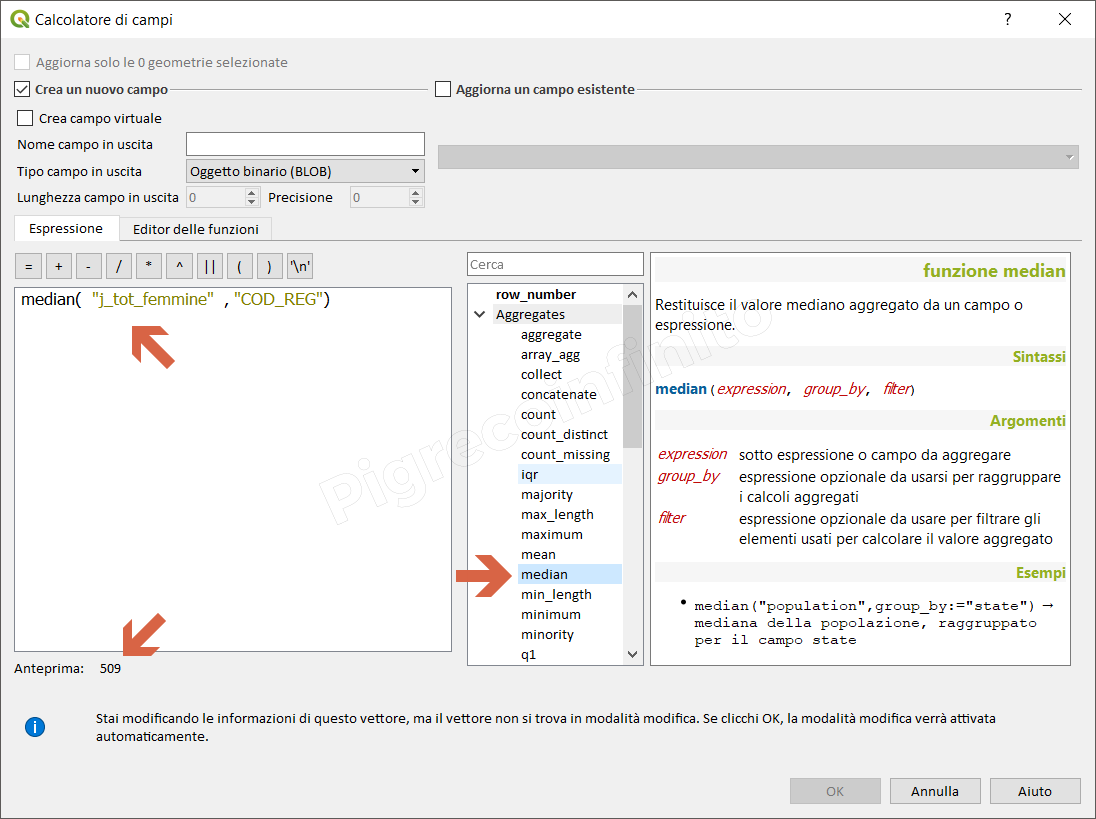 Calcolatore di campi
?
Aggiorna solo le 0 geometrie selezionate
Crea un nuovo campo
Aggiorna un campo esistente
Crea campo virtuale
Nome campo in uscita
Tipo campo in uscita Oggetto binario (BLOB)
Lunghezza campo in uscita 0 Precisione 0
Espressione Editor delle funzioni
= + - / * ^ || ( ) '\n'
median( "j_tot_femmine" ,"COD_REG")
Anteprima: 509
Cerca
row_number
Aggregates
aggregate
array_agg
collect
concatenate
count
count_distinct
count_missing
iqr
majority
max_length
maximum
mean
median
min_length
minimum
minority
q1
funzione median
Restituisce il valore mediano aggregato da un campo o
espressione.
Sintassi
median(expression, group_by, filter)
Argomenti
expression sotto espressione o campo da aggregare
group_by espressione opzionale da usarsi per raggruppare
i calcoli aggregati
filter espressione opzionale da usare per filtrare gli
elementi usati per calcolare il valore aggregato
Esempi
• median("population",group_by:="state") →
mediana della popolazione, raggruppato
per il campo state
Pigrecoinfinito
Stai modificando le informazioni di questo vettore, ma il vettore non si trova in modalità modifica. Se clicchi OK, la modalità modifica verrà attivata
automaticamente.
OK Annulla Aiuto